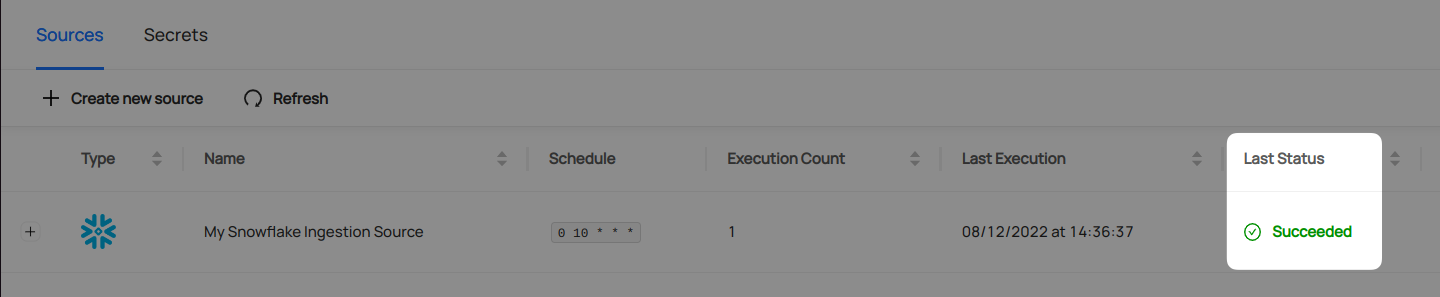 Sources Secrets
Create new source Refresh
Type Name Schedule Execution Count Last Execution Last Status
My Snowflake Ingestion Source 0 10 * * * 1 08/12/2022 at 14:36:37 Succeeded